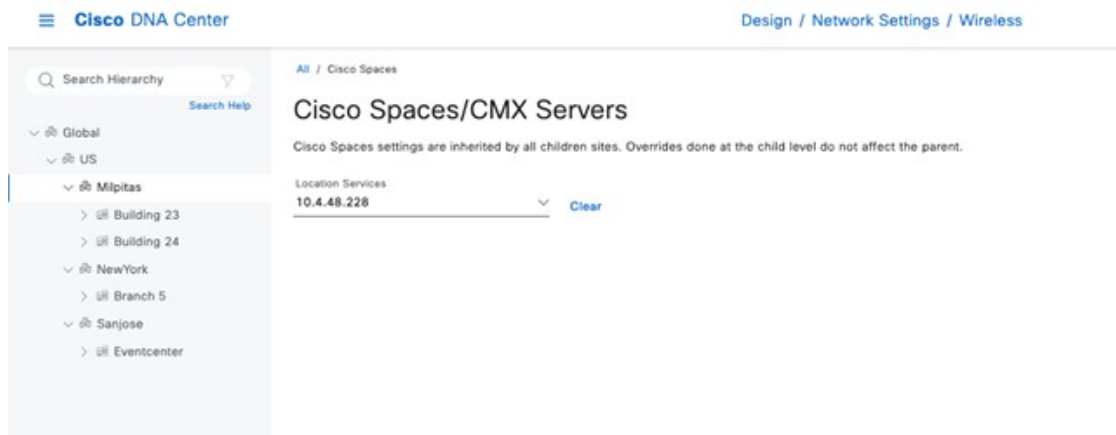 Cisco DNA Center
Design / Network Settings / Wireless
Search Hierarchy
Search Help
Global
US
Milpitas
Building 23
Building 24
NewYork
Branch 5
Sanjose
Eventcenter
All / Cisco Spaces
Cisco Spaces/CMX Servers
Cisco Spaces settings are inherited by all children sites. Overrides done at the child level do not affect the parent.
Location Services
10.4.48.228
Clear